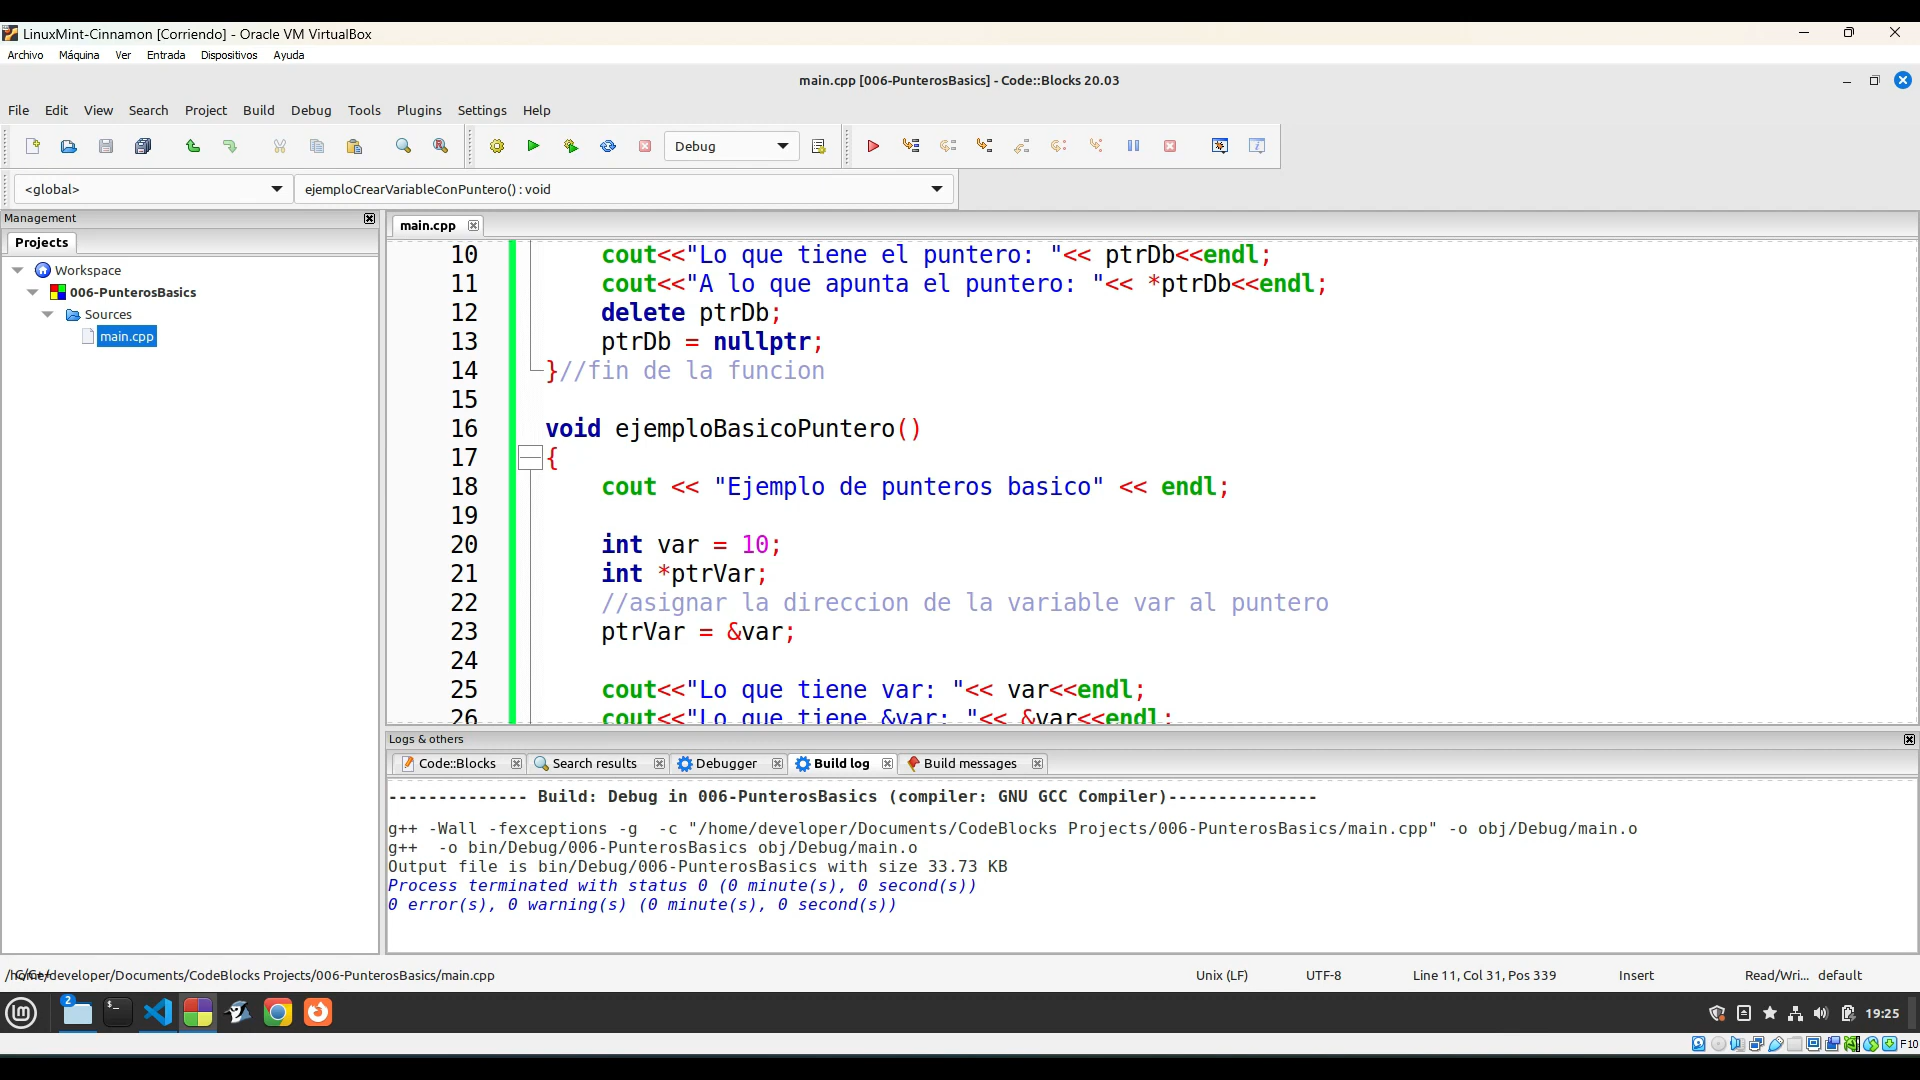 LinuxMint-Cinnamon [Corriendo] - Oracle VM VirtualBox
Archivo Máquina Ver Entrada Dispositivos Ayuda
main.cpp [006-PunterosBasics] - Code::Blocks 20.03
File Edit View Search Project Build Debug Tools Plugins Settings Help
Debug
<global> ejemploCrearVariableConPuntero() : void
Management
Projects
Workspace
006-PunterosBasics
Sources
main.cpp
main.cpp
10 cout<<"Lo que tiene el puntero: "<< ptrDb<<endl;
11 cout<<"A lo que apunta el puntero: "<< *ptrDb<<endl;
12 delete ptrDb;
13 ptrDb = nullptr;
14 }//fin de la funcion
15
16 void ejemploBasicoPuntero()
17 {
18 cout << "Ejemplo de punteros basico" << endl;
19
20 int var = 10;
21 int *ptrVar;
22 //asignar la direccion de la variable var al puntero
23 ptrVar = &var;
24
25 cout<<"Lo que tiene var: "<< var<<endl;
26 cout<<"Lo que tiene &var: "<< &var<<endl;
Logs & others
Code::Blocks Search results Debugger Build log Build messages
-------------- Build: Debug in 006-PunterosBasics (compiler: GNU GCC Compiler)---------------
g++ -Wall -fexceptions -g  -c "/home/developer/Documents/CodeBlocks Projects/006-PunterosBasics/main.cpp" -o obj/Debug/main.o
g++  -o bin/Debug/006-PunterosBasics obj/Debug/main.o
Output file is bin/Debug/006-PunterosBasics with size 33.73 KB
Process terminated with status 0 (0 minute(s), 0 second(s))
0 error(s), 0 warning(s) (0 minute(s), 0 second(s))
/home/developer/Documents/CodeBlocks Projects/006-PunterosBasics/main.cpp C/C++ Unix (LF) UTF-8 Line 11, Col 31, Pos 339 Insert Read/Wri... default
2
19:25
F10